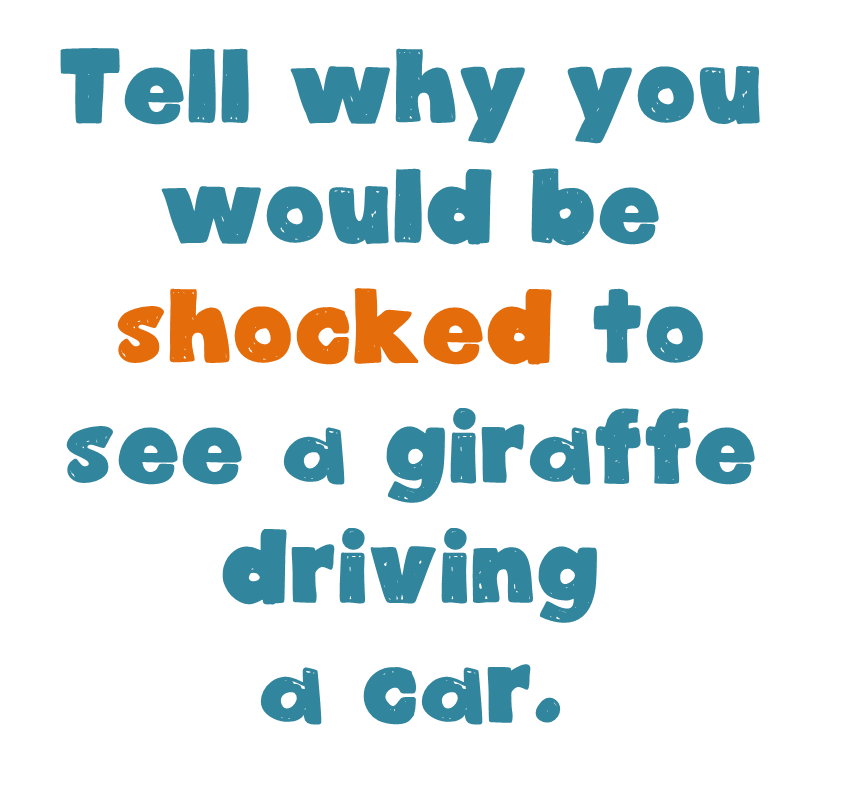 Tell why you
would be
shocked to
see a giraffe
driving
a car.